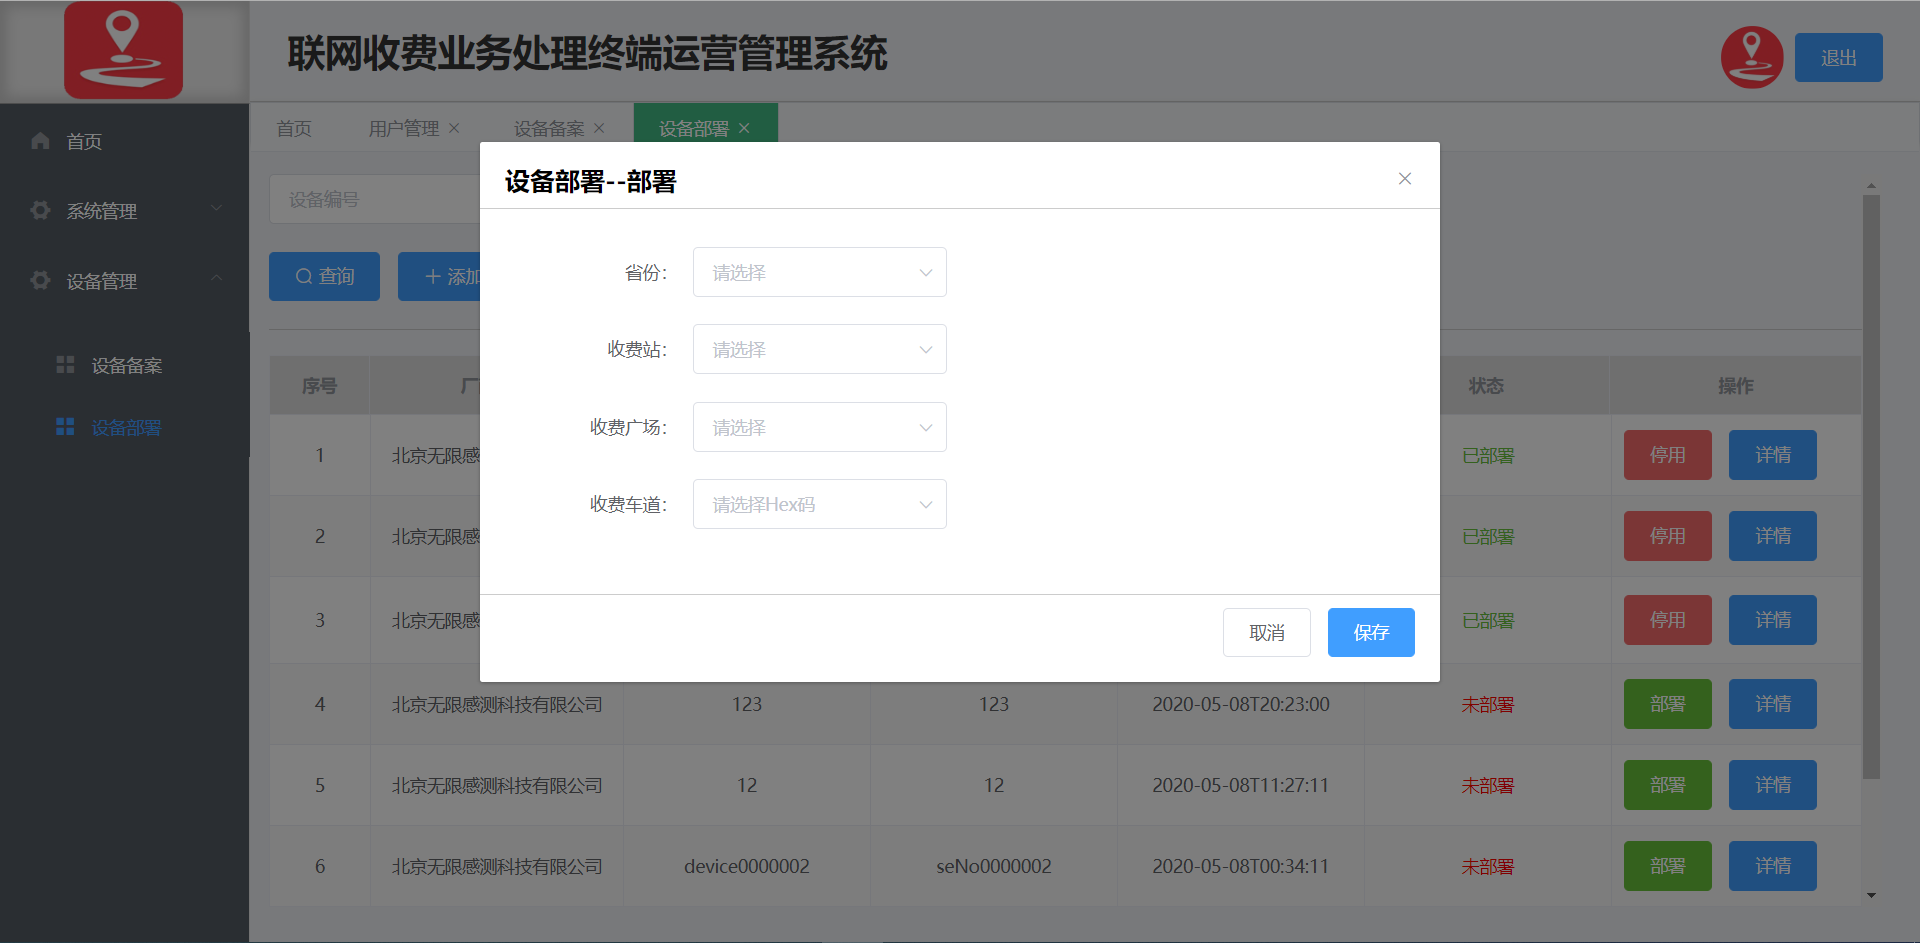 联网收费业务处理终端运营管理系统
退出
首页
系统管理
设备管理
设备备案
设备部署
首页 用户管理 设备备案 设备部署
设备编号
查询 添加
设备部署--部署
省份： 请选择
收费站： 请选择
收费广场： 请选择
收费车道： 请选择Hex码
取消 保存
序号 厂 状态 操作
1 北京无限感 已部署 停用 详情
2 北京无限感 已部署 停用 详情
3 北京无限感 已部署 停用 详情
4 北京无限感测科技有限公司 123 123 2020-05-08T20:23:00 未部署 部署 详情
5 北京无限感测科技有限公司 12 12 2020-05-08T11:27:11 未部署 部署 详情
6 北京无限感测科技有限公司 device0000002 seNo0000002 2020-05-08T00:34:11 未部署 部署 详情